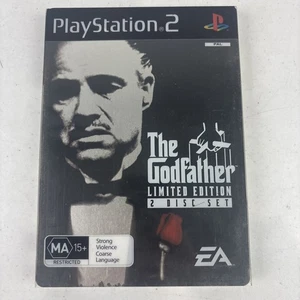 PlayStation®2
PAL
The
Godfather
LIMITED EDITION
2 DISC SET
MA 15+
RESTRICTED
Strong
Violence
Coarse
Language
EA